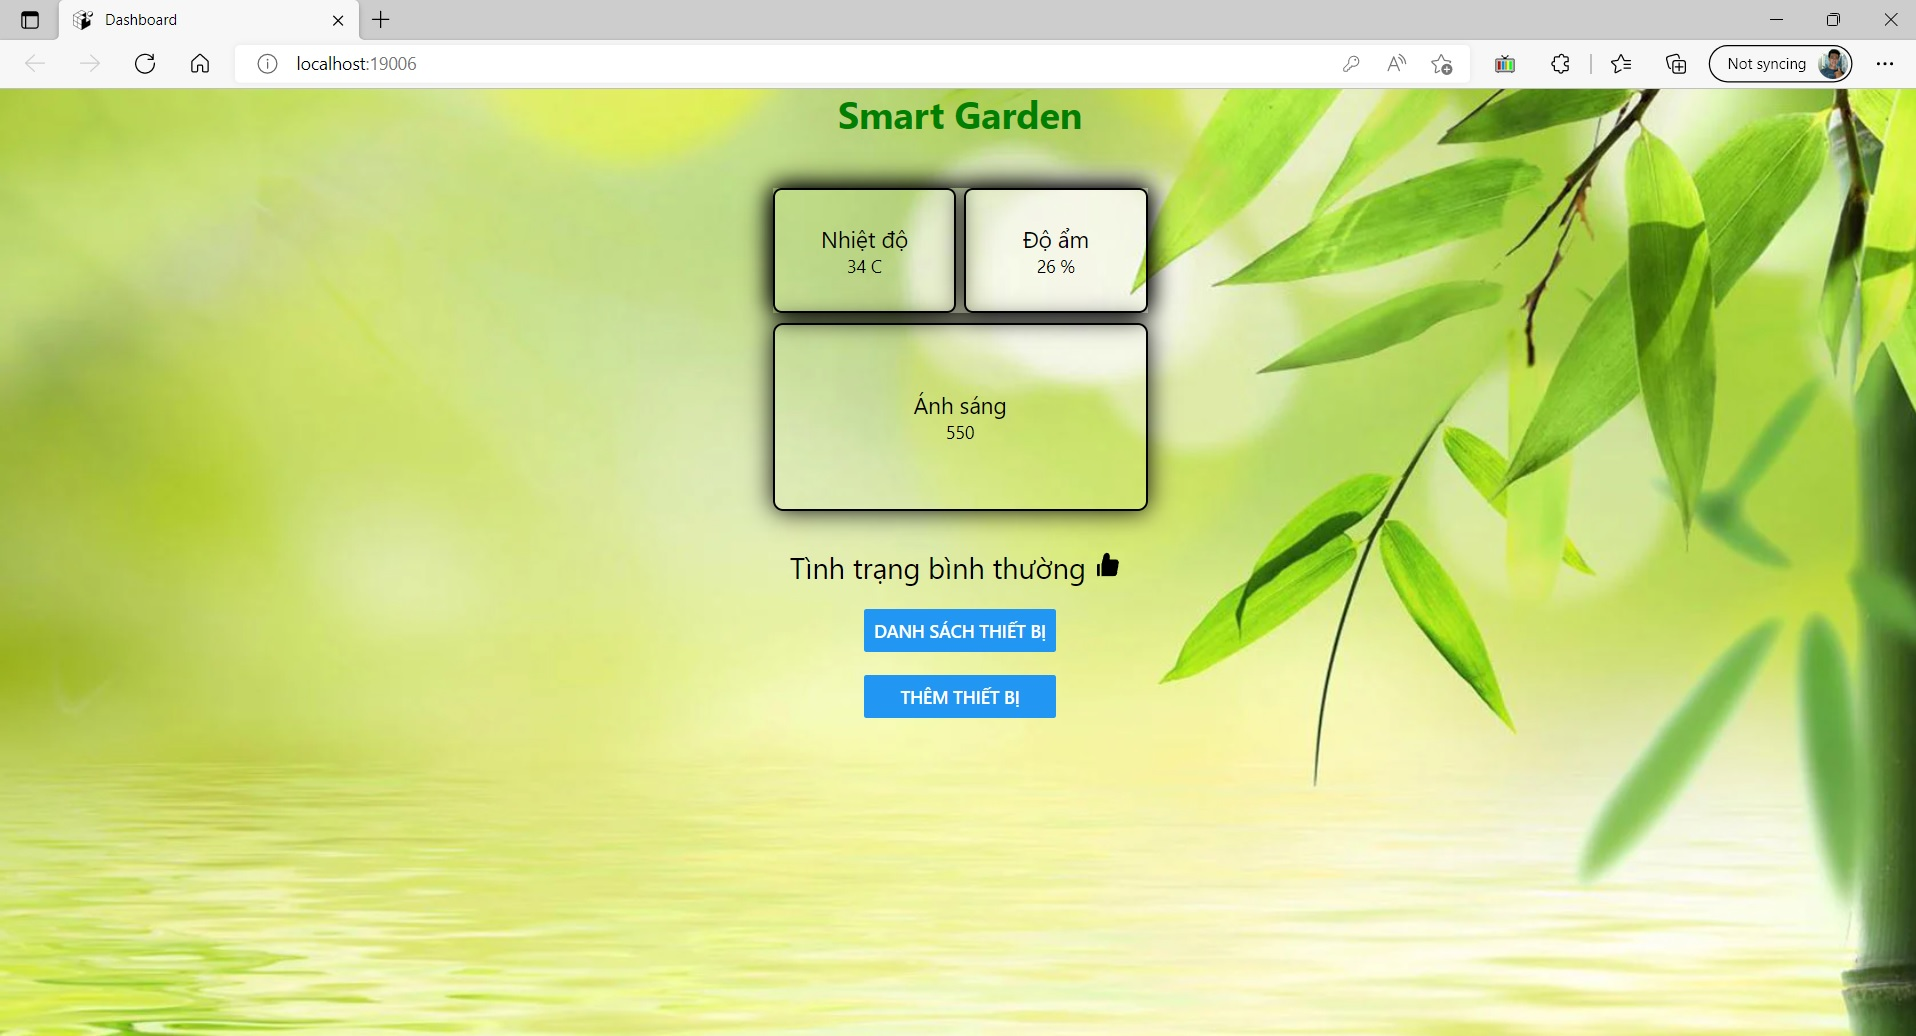 Dashboard
localhost:19006
Not syncing
Smart Garden
Nhiệt độ
34 C
Độ ẩm
26 %
Ánh sáng
550
Tình trạng bình thường
DANH SÁCH THIẾT BỊ
THÊM THIẾT BỊ